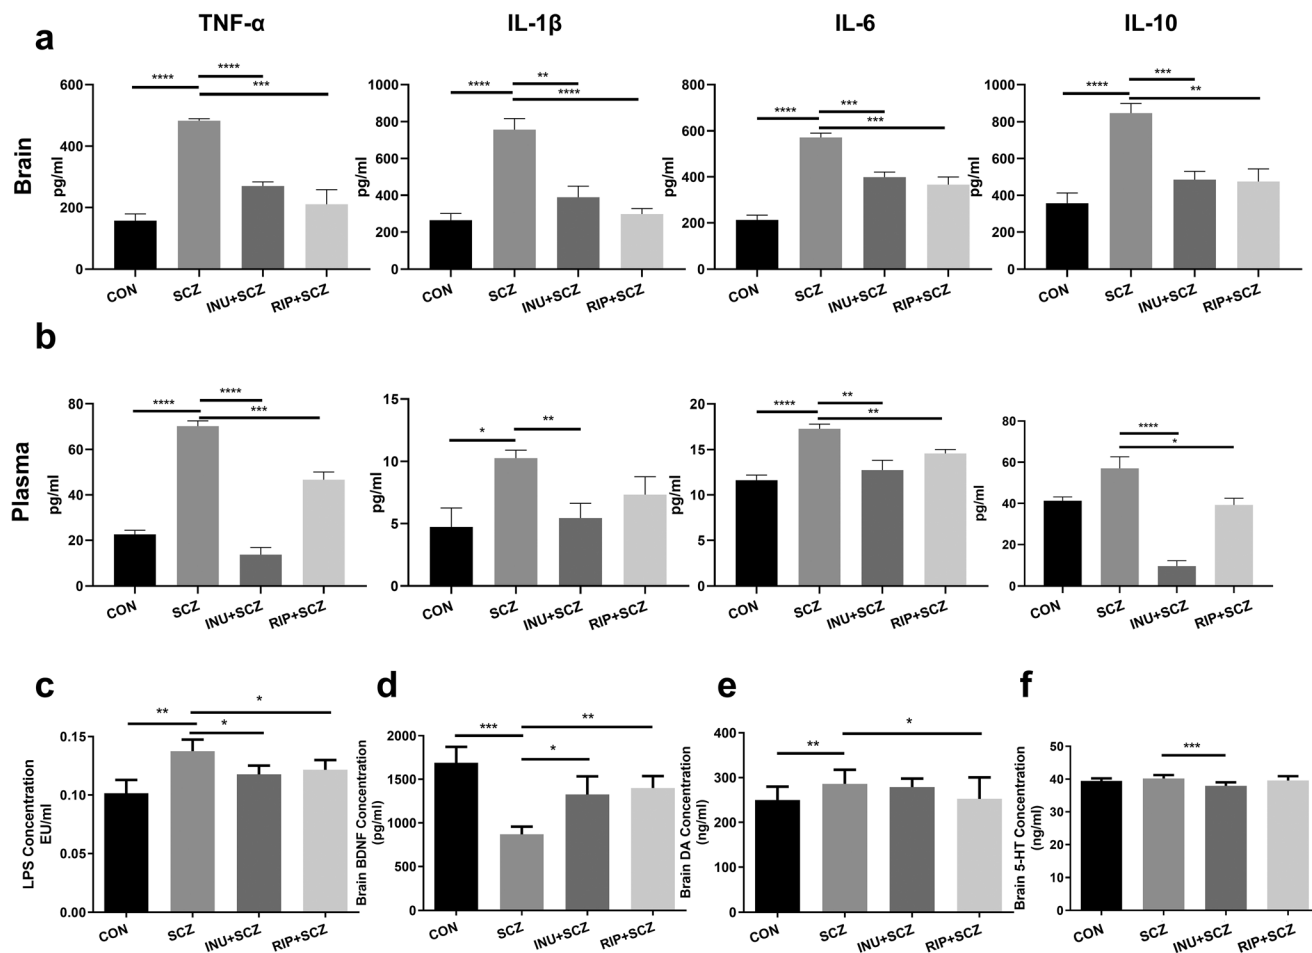 a
TNF-α
IL-1β
IL-6
IL-10
Brain
pg/ml
600
400
200
0
****
****
***
CON
SCZ
INU+SCZ
RIP+SCZ
pg/ml
1000
800
600
400
200
0
****
**
****
CON
SCZ
INU+SCZ
RIP+SCZ
pg/ml
800
600
400
200
0
****
***
***
CON
SCZ
INU+SCZ
RIP+SCZ
pg/ml
1000
800
600
400
200
0
****
***
**
CON
SCZ
INU+SCZ
RIP+SCZ
b
Plasma
pg/ml
80
60
40
20
0
****
****
***
CON
SCZ
INU+SCZ
RIP+SCZ
pg/ml
15
10
5
0
*
**
CON
SCZ
INU+SCZ
RIP+SCZ
pg/ml
20
15
10
5
0
****
**
**
CON
SCZ
INU+SCZ
RIP+SCZ
pg/ml
80
60
40
20
0
****
*
CON
SCZ
INU+SCZ
RIP+SCZ
c
LPS Concentration
EU/ml
0.15
0.10
0.05
0.00
**
*
*
CON
SCZ
INU+SCZ
RIP+SCZ
d
Brain BDNF Concentration
(pg/ml)
2000
1500
1000
500
0
***
**
*
CON
SCZ
INU+SCZ
RIP+SCZ
e
Brain DA Concentration
(ng/ml)
400
300
200
100
0
**
*
CON
SCZ
INU+SCZ
RIP+SCZ
f
Brain 5-HT Concentration
(ng/ml)
50
40
30
20
10
0
***
CON
SCZ
INU+SCZ
RIP+SCZ